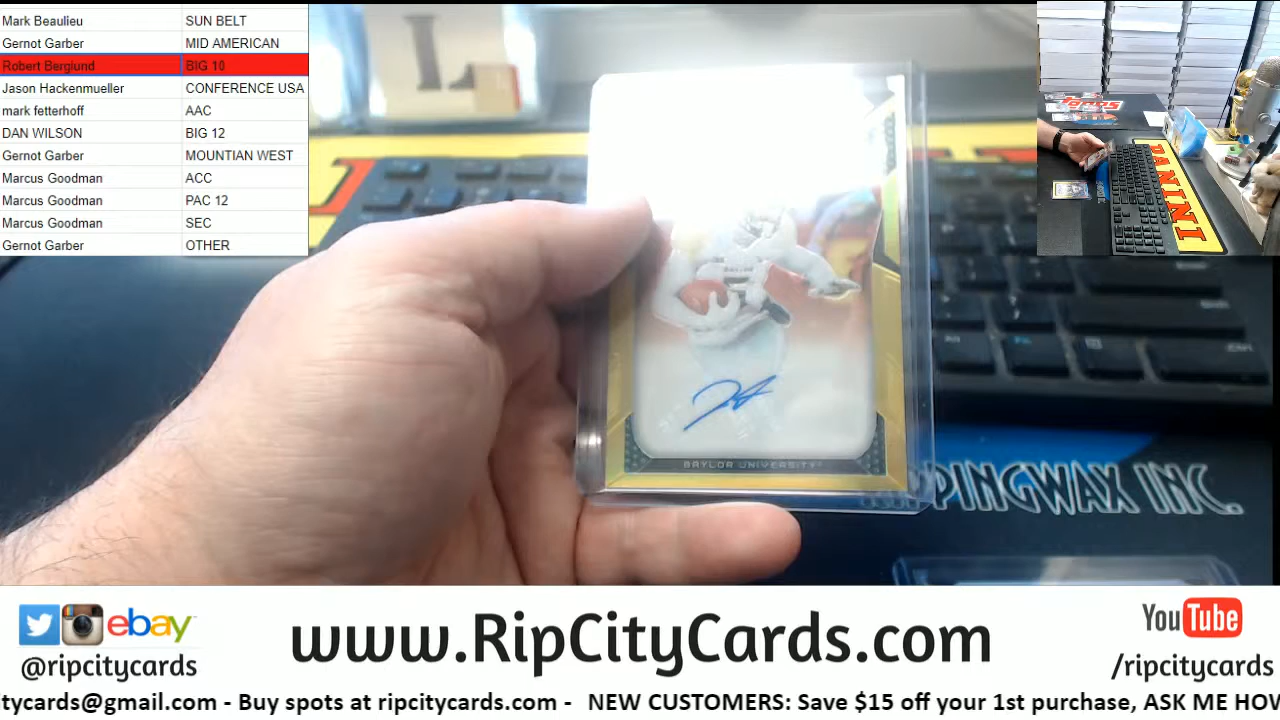 Mark Beaulieu SUN BELT
Gernot Garber MID AMERICAN
Robert Berglund BIG 10
Jason Hackenmueller CONFERENCE USA
mark fetterhoff AAC
DAN WILSON BIG 12
Gernot Garber MOUNTIAN WEST
Marcus Goodman ACC
Marcus Goodman PAC 12
Marcus Goodman SEC
Gernot Garber OTHER
PANINI
BAYLOR
BAYLOR UNIVERSITY
PINGWAX INC.
ebay
@ripcitycards
www.RipCityCards.com
YouTube
/ripcitycards
itycards@gmail.com - Buy spots at ripcitycards.com - NEW CUSTOMERS: Save $15 off your 1st purchase, ASK ME HOW